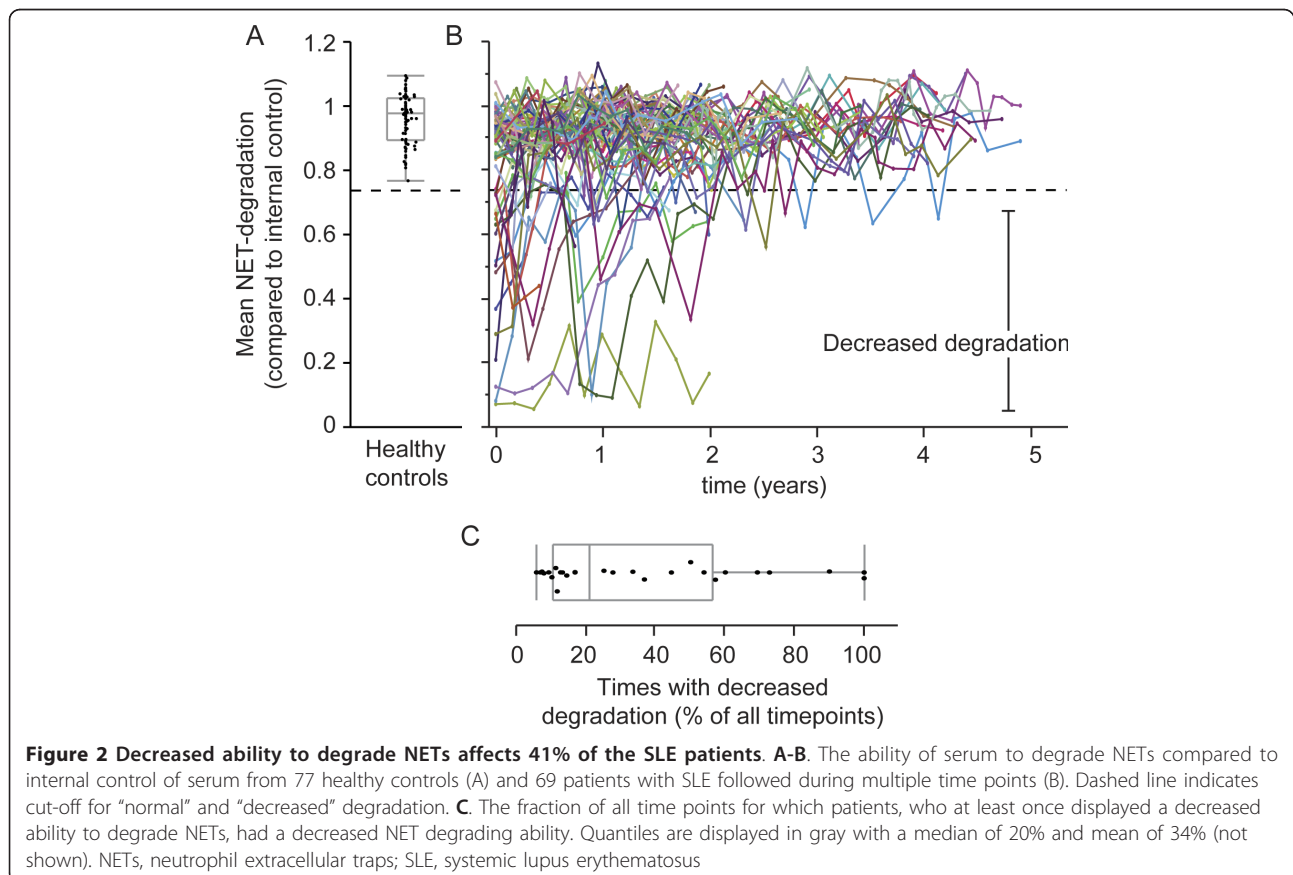 A
B
1.2
1
0.8
0.6
0.4
0.2
0
Mean NET-degradation
(compared to internal control)
Healthy
controls
Decreased degradation
0 1 2 3 4 5
time (years)
C
0 20 40 60 80 100
Times with decreased
degradation (% of all timepoints)
Figure 2 Decreased ability to degrade NETs affects 41% of the SLE patients. A-B. The ability of serum to degrade NETs compared to
internal control of serum from 77 healthy controls (A) and 69 patients with SLE followed during multiple time points (B). Dashed line indicates
cut-off for “normal” and “decreased” degradation. C. The fraction of all time points for which patients, who at least once displayed a decreased
ability to degrade NETs, had a decreased NET degrading ability. Quantiles are displayed in gray with a median of 20% and mean of 34% (not
shown). NETs, neutrophil extracellular traps; SLE, systemic lupus erythematosus